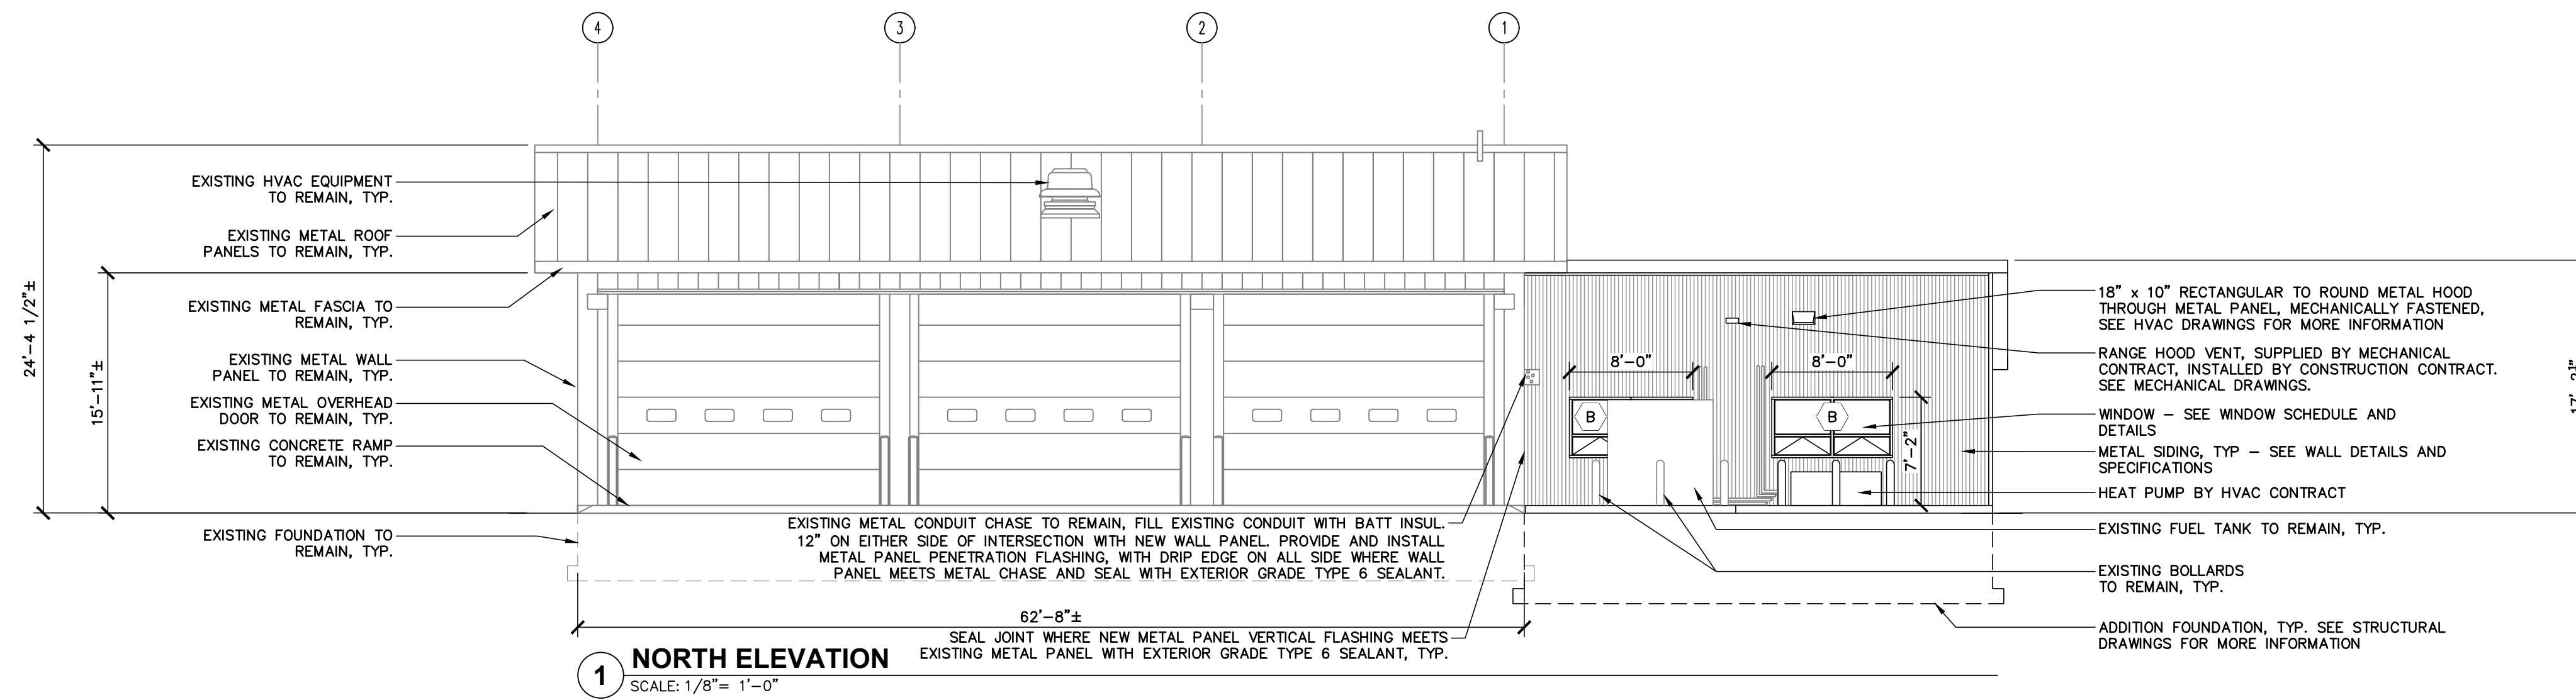 4
3
2
1
EXISTING HVAC EQUIPMENT
TO REMAIN, TYP.
EXISTING METAL ROOF
PANELS TO REMAIN, TYP.
24'-4 1/2"±
15'-11"±
EXISTING METAL FASCIA TO
REMAIN, TYP.
EXISTING METAL WALL
PANEL TO REMAIN, TYP.
EXISTING METAL OVERHEAD
DOOR TO REMAIN, TYP.
EXISTING CONCRETE RAMP
TO REMAIN, TYP.
EXISTING FOUNDATION TO
REMAIN, TYP.
8'-0"
8'-0"
B
B
7'-2"
18" x 10" RECTANGULAR TO ROUND METAL HOOD
THROUGH METAL PANEL, MECHANICALLY FASTENED,
SEE HVAC DRAWINGS FOR MORE INFORMATION
RANGE HOOD VENT, SUPPLIED BY MECHANICAL
CONTRACT, INSTALLED BY CONSTRUCTION CONTRACT.
SEE MECHANICAL DRAWINGS.
WINDOW – SEE WINDOW SCHEDULE AND
DETAILS
METAL SIDING, TYP – SEE WALL DETAILS AND
SPECIFICATIONS
HEAT PUMP BY HVAC CONTRACT
EXISTING FUEL TANK TO REMAIN, TYP.
EXISTING BOLLARDS
TO REMAIN, TYP.
ADDITION FOUNDATION, TYP. SEE STRUCTURAL
DRAWINGS FOR MORE INFORMATION
EXISTING METAL CONDUIT CHASE TO REMAIN, FILL EXISTING CONDUIT WITH BATT INSUL.
12" ON EITHER SIDE OF INTERSECTION WITH NEW WALL PANEL. PROVIDE AND INSTALL
METAL PANEL PENETRATION FLASHING, WITH DRIP EDGE ON ALL SIDE WHERE WALL
PANEL MEETS METAL CHASE AND SEAL WITH EXTERIOR GRADE TYPE 6 SEALANT.
62'-8"±
SEAL JOINT WHERE NEW METAL PANEL VERTICAL FLASHING MEETS
EXISTING METAL PANEL WITH EXTERIOR GRADE TYPE 6 SEALANT, TYP.
1
NORTH ELEVATION
SCALE: 1/8"= 1'-0"